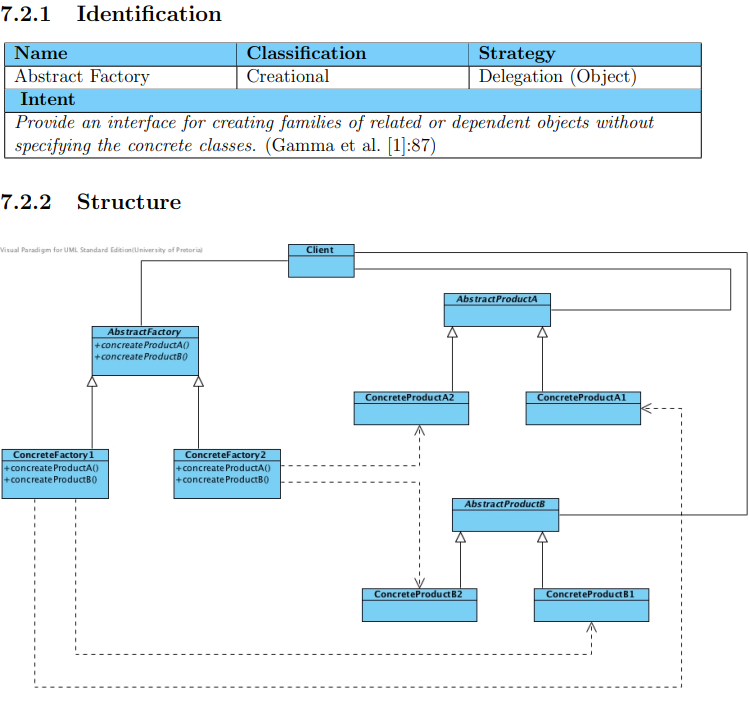 7.2.1 Identification
Name Classification Strategy
Abstract Factory Creational Delegation (Object)
Intent
Provide an interface for creating families of related or dependent objects without
specifying the concrete classes. (Gamma et al. [1]:87)
7.2.2 Structure
Visual Paradigm for UML Standard Edition(University of Pretoria)
Client
AbstractProductA
AbstractFactory
+concreateProductA()
+concreateProductB()
ConcreteProductA2
ConcreteProductA1
ConcreteFactory1
+concreateProductA()
+concreateProductB()
ConcreteFactory2
+concreateProductA()
+concreateProductB()
AbstractProductB
ConcreteProductB2
ConcreteProductB1